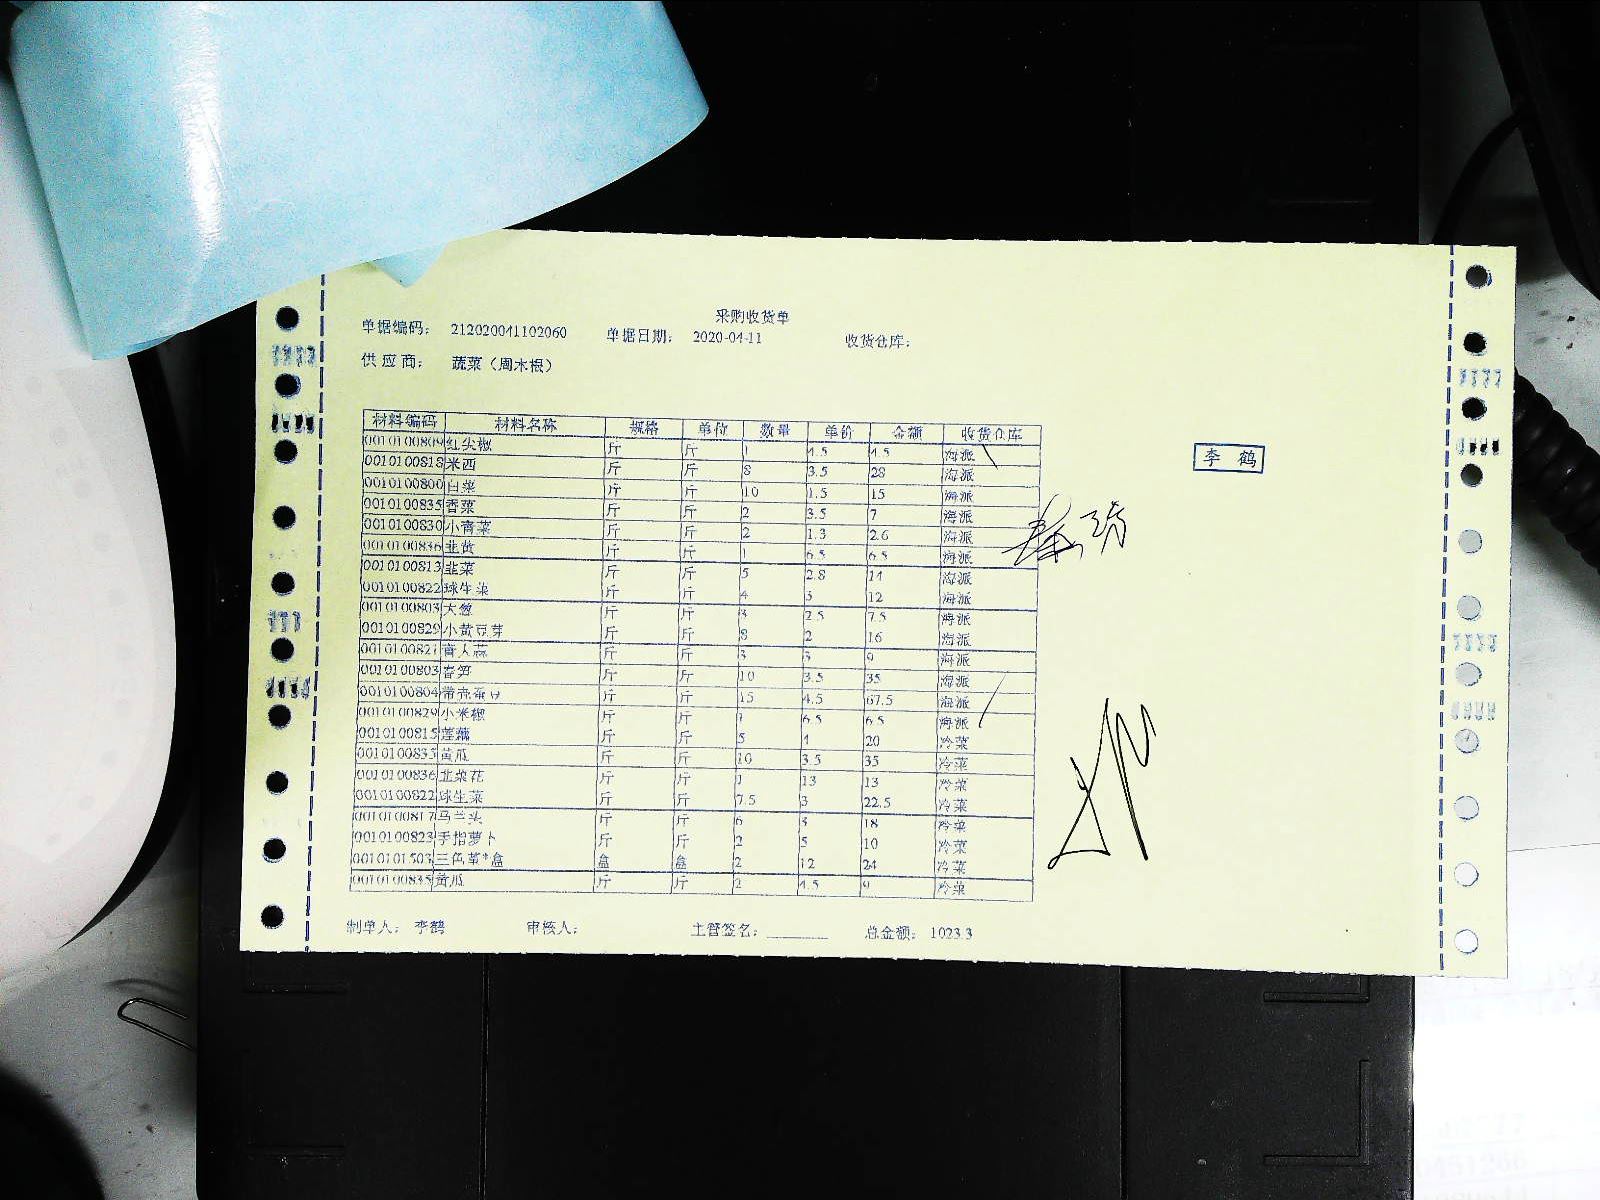 采购收货单
单据编码： 212020041102060 单据日期： 2020-04-11 收货仓库：
供 应 商： 蔬菜（周木根）
材料编码 材料名称 规格 单位 数量 单价 金额 收货仓库
0010100809 红尖椒 斤 斤 1 4.5 4.5 海派
0010100818 米西 斤 斤 8 3.5 28 海派
0010100800 白菜 斤 斤 10 1.5 15 海派
0010100835 香菜 斤 斤 2 3.5 7 海派
0010100830 小青菜 斤 斤 2 1.3 2.6 海派
0010100836 韭黄 斤 斤 1 6.5 6.5 海派
0010100813 韭菜 斤 斤 5 2.8 14 海派
0010100822 球生菜 斤 斤 4 3 12 海派
0010100803 大葱 斤 斤 3 2.5 7.5 海派
0010100829 小黄豆芽 斤 斤 8 2 16 海派
0010100827 青大蒜 斤 斤 3 3 9 海派
0010100803 春笋 斤 斤 10 3.5 35 海派
0010100804 带壳蚕豆 斤 斤 15 4.5 67.5 海派
0010100829 小米椒 斤 斤 1 6.5 6.5 海派
0010100815 莲藕 斤 斤 5 4 20 冷菜
0010100835 黄瓜 斤 斤 10 3.5 35 冷菜
0010100836 韭菜花 斤 斤 1 13 13 冷菜
0010100822 球生菜 斤 斤 7.5 3 22.5 冷菜
0010100817 马兰头 斤 斤 6 3 18 冷菜
0010100823 手指萝卜 斤 斤 2 5 10 冷菜
0010101503 三色堇*盒 盒 盒 2 12 24 冷菜
0010100835 黄瓜 斤 斤 2 4.5 9 冷菜
李 鹤
制单人： 李鹤 审核人： 主管签名： 总金额： 1023.3